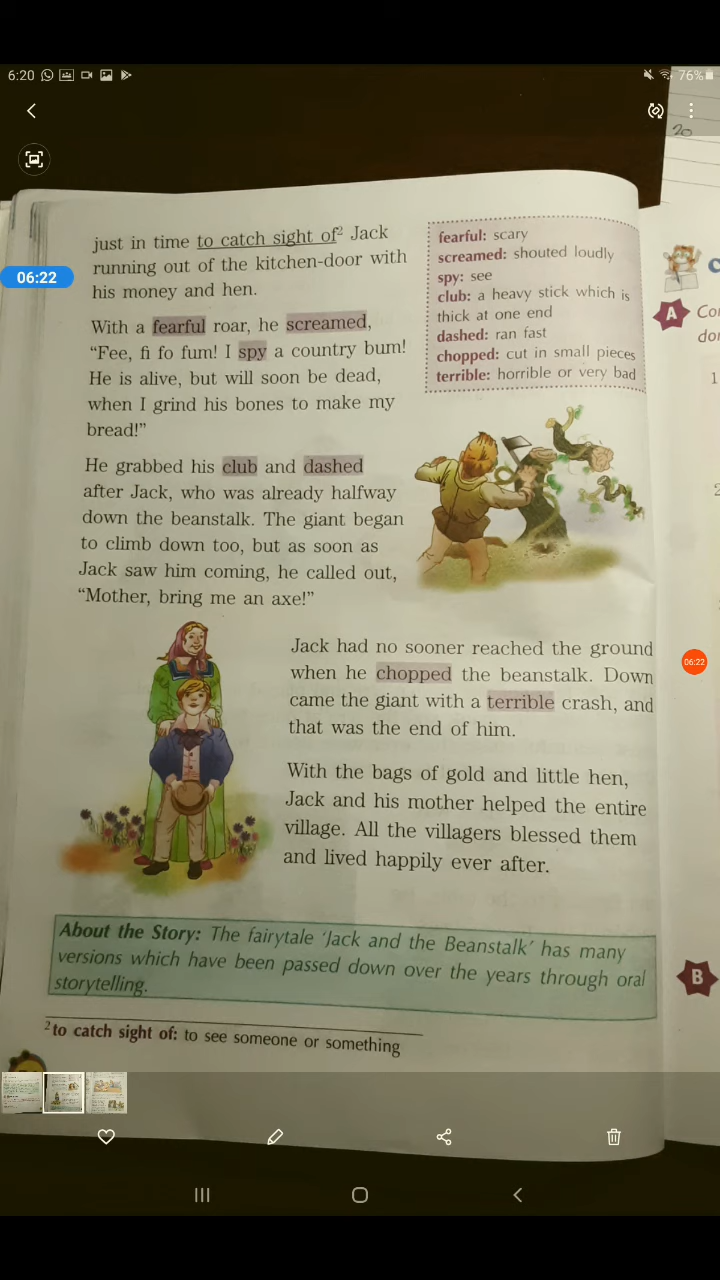 6:20
76%
20
06:22
just in time to catch sight of² Jack
running out of the kitchen-door with
his money and hen.
With a fearful roar, he screamed,
“Fee, fi fo fum! I spy a country bum!
He is alive, but will soon be dead,
when I grind his bones to make my
bread!”
He grabbed his club and dashed
after Jack, who was already halfway
down the beanstalk. The giant began
to climb down too, but as soon as
Jack saw him coming, he called out,
“Mother, bring me an axe!”
fearful: scary
screamed: shouted loudly
spy: see
club: a heavy stick which is
thick at one end
dashed: ran fast
chopped: cut in small pieces
terrible: horrible or very bad
Jack had no sooner reached the ground
when he chopped the beanstalk. Down
came the giant with a terrible crash, and
that was the end of him.
With the bags of gold and little hen,
Jack and his mother helped the entire
village. All the villagers blessed them
and lived happily ever after.
About the Story: The fairytale ‘Jack and the Beanstalk’ has many
versions which have been passed down over the years through oral
storytelling.
² to catch sight of: to see someone or something
A
1
2
B
06:22